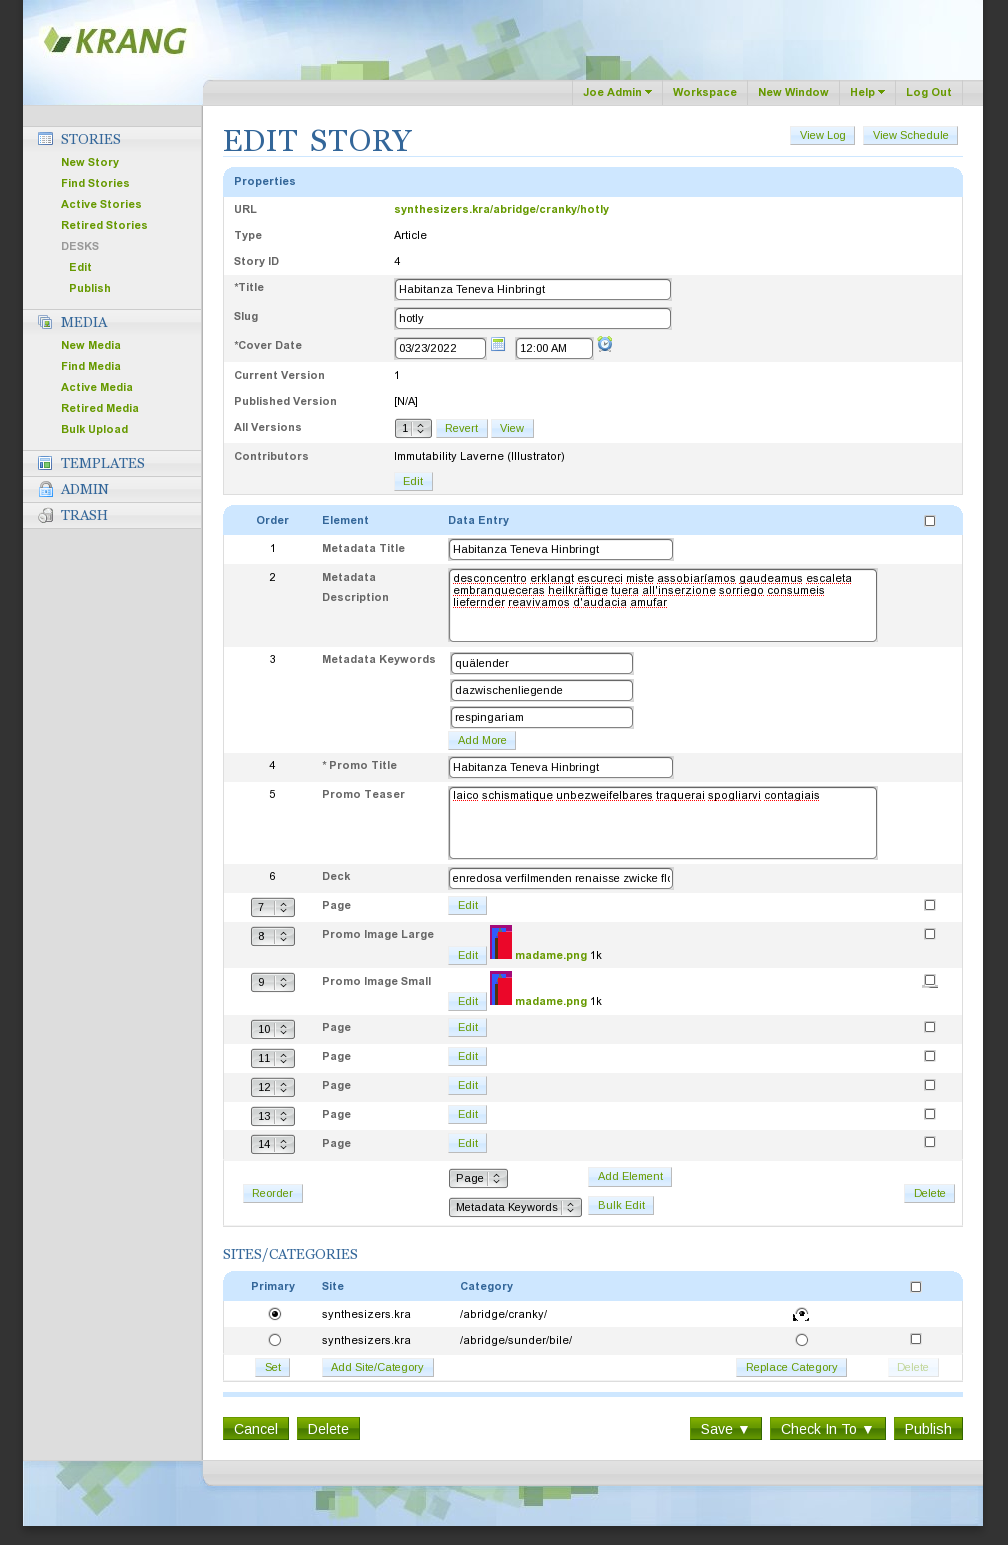 KRANG
Joe Admin
Workspace
New Window
Help
Log Out
STORIES
New Story
Find Stories
Active Stories
Retired Stories
DESKS
Edit
Publish
MEDIA
New Media
Find Media
Active Media
Retired Media
Bulk Upload
TEMPLATES
ADMIN
TRASH
EDIT STORY
View Log
View Schedule
Properties
URL synthesizers.kra/abridge/cranky/hotly
Type Article
Story ID 4
*Title Habitanza Teneva Hinbringt
Slug hotly
*Cover Date 03/23/2022 12:00 AM
Current Version 1
Published Version [N/A]
All Versions 1 Revert View
Contributors Immutability Laverne (Illustrator)
Edit
Order Element Data Entry
1 Metadata Title Habitanza Teneva Hinbringt
2 Metadata Description
desconcentro erklangt escureci miste assobiaríamos gaudeamus escaleta
embranqueceras heilkräftige tuera all'inserzione sorriego consumeis
liefernder reavivamos d'audacia amufar
3 Metadata Keywords quälender
dazwischenliegende
respingariam
Add More
4 * Promo Title Habitanza Teneva Hinbringt
5 Promo Teaser laico schismatique unbezweifelbares traquerai spogliarvi contagiais
6 Deck enredosa verfilmenden renaisse zwicke flo
7 Page Edit
8 Promo Image Large Edit madame.png 1k
9 Promo Image Small Edit madame.png 1k
10 Page Edit
11 Page Edit
12 Page Edit
13 Page Edit
14 Page Edit
Page Add Element
Reorder Delete
Metadata Keywords Bulk Edit
SITES/CATEGORIES
Primary Site Category
synthesizers.kra /abridge/cranky/
synthesizers.kra /abridge/sunder/bile/
Set Add Site/Category Replace Category Delete
Cancel Delete Save ▼ Check In To ▼ Publish